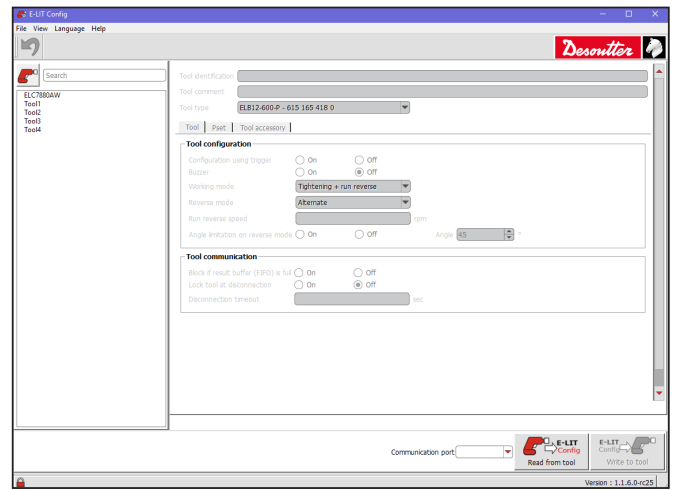 E-LIT Config
File View Language Help
Desoutter
Search
ELC7880AW
Tool1
Tool2
Tool3
Tool4
Tool identification
Tool comment
Tool type ELB12-600-P - 615 165 418 0
Tool Pset Tool accessory
Tool configuration
Configuration using trigger On Off
Buzzer On Off
Working mode Tightening + run reverse
Reverse mode Alternate
Run reverse speed rpm
Angle limitation on reverse mode On Off Angle 45 °
Tool communication
Block if result buffer (FIFO) is full On Off
Lock tool at deconnection On Off
Disconnection timeout sec
Communication port
E-LIT
Config
Read from tool
E-LIT
Config
Write to tool
Version : 1.1.6.0-rc25